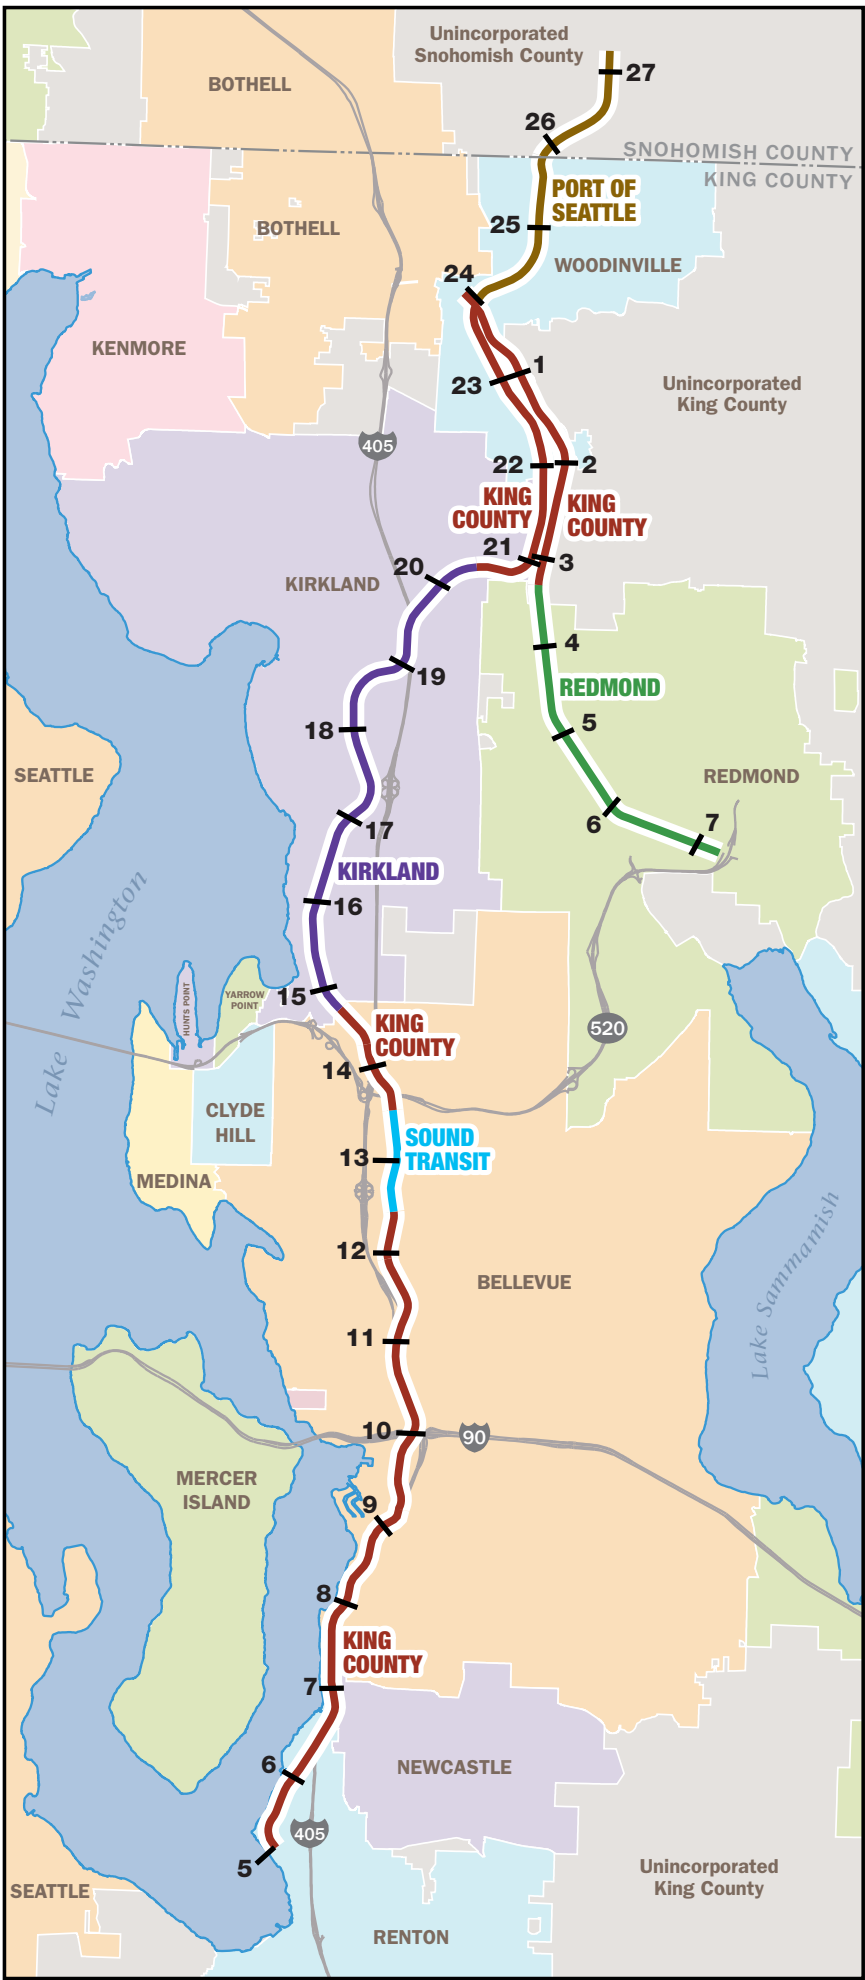 Unincorporated
Snohomish County
27
BOTHELL
26
SNOHOMISH COUNTY
KING COUNTY
PORT OF
SEATTLE
25
BOTHELL
WOODINVILLE
24
KENMORE
1
23
Unincorporated
King County
405
22
2
KING
COUNTY
KING
COUNTY
21
3
20
KIRKLAND
4
19
REDMOND
18
5
SEATTLE
REDMOND
6
7
17
KIRKLAND
16
Lake Washington
15
HUNTS POINT
YARROW
POINT
KING
COUNTY
520
14
CLYDE
HILL
SOUND
TRANSIT
13
MEDINA
12
Lake Sammamish
BELLEVUE
11
10
90
MERCER
ISLAND
9
8
KING
COUNTY
7
6
NEWCASTLE
405
5
Unincorporated
King County
SEATTLE
RENTON